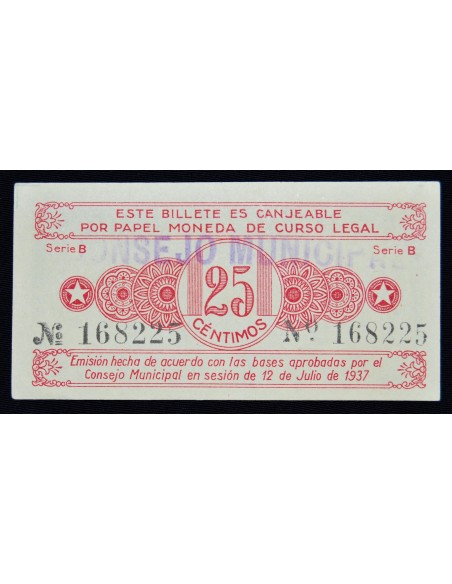 ESTE BILLETE ES CANJEABLE
POR PAPEL MONEDA DE CURSO LEGAL
CONSEJO MUNICIPAL
Serie B
Serie B
25
CÉNTIMOS
Nº 168225
Nº 168225
Emisión hecha de acuerdo con las bases aprobadas por el
Consejo Municipal en sesión de 12 de Julio de 1937